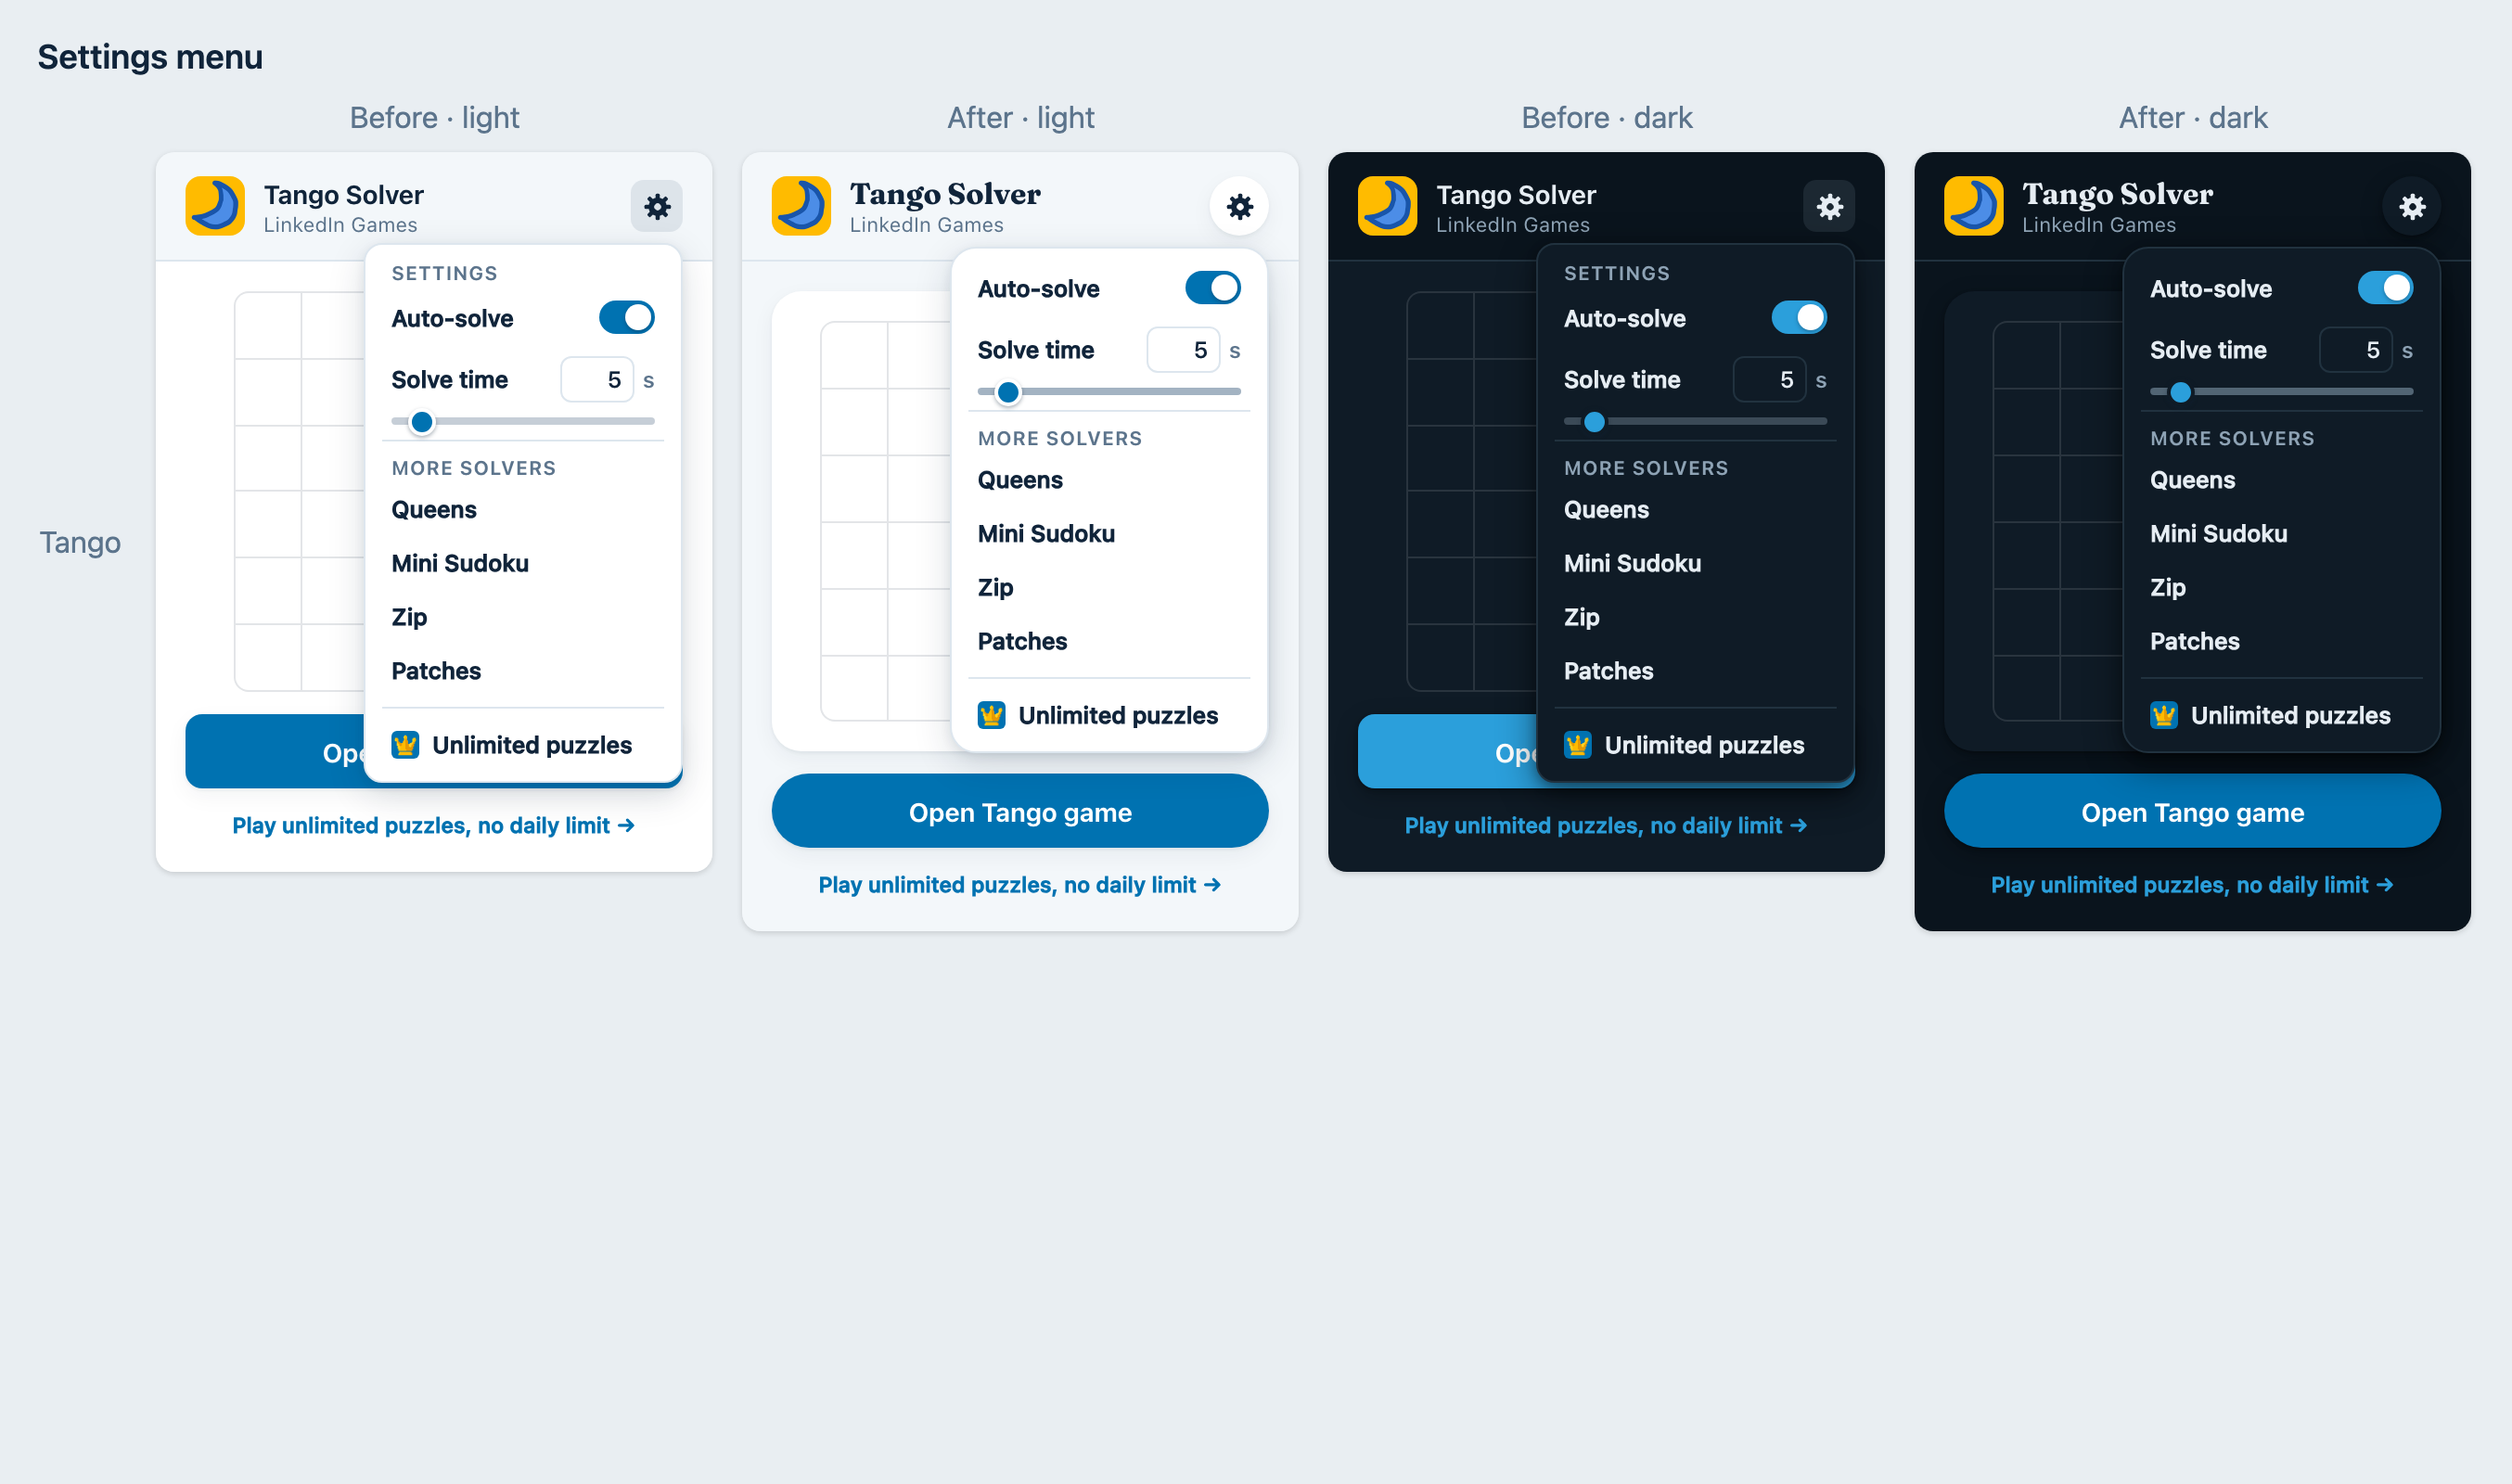 Settings menu
Before · light
After · light
Before · dark
After · dark
Tango
Tango Solver
LinkedIn Games
SETTINGS
Auto-solve
Solve time 5 s
MORE SOLVERS
Queens
Mini Sudoku
Zip
Patches
Unlimited puzzles
Ope
Play unlimited puzzles, no daily limit →
Tango Solver
LinkedIn Games
Auto-solve
Solve time 5 s
MORE SOLVERS
Queens
Mini Sudoku
Zip
Patches
Unlimited puzzles
Open Tango game
Play unlimited puzzles, no daily limit →
Tango Solver
LinkedIn Games
SETTINGS
Auto-solve
Solve time 5 s
MORE SOLVERS
Queens
Mini Sudoku
Zip
Patches
Unlimited puzzles
Ope
Play unlimited puzzles, no daily limit →
Tango Solver
LinkedIn Games
Auto-solve
Solve time 5 s
MORE SOLVERS
Queens
Mini Sudoku
Zip
Patches
Unlimited puzzles
Open Tango game
Play unlimited puzzles, no daily limit →